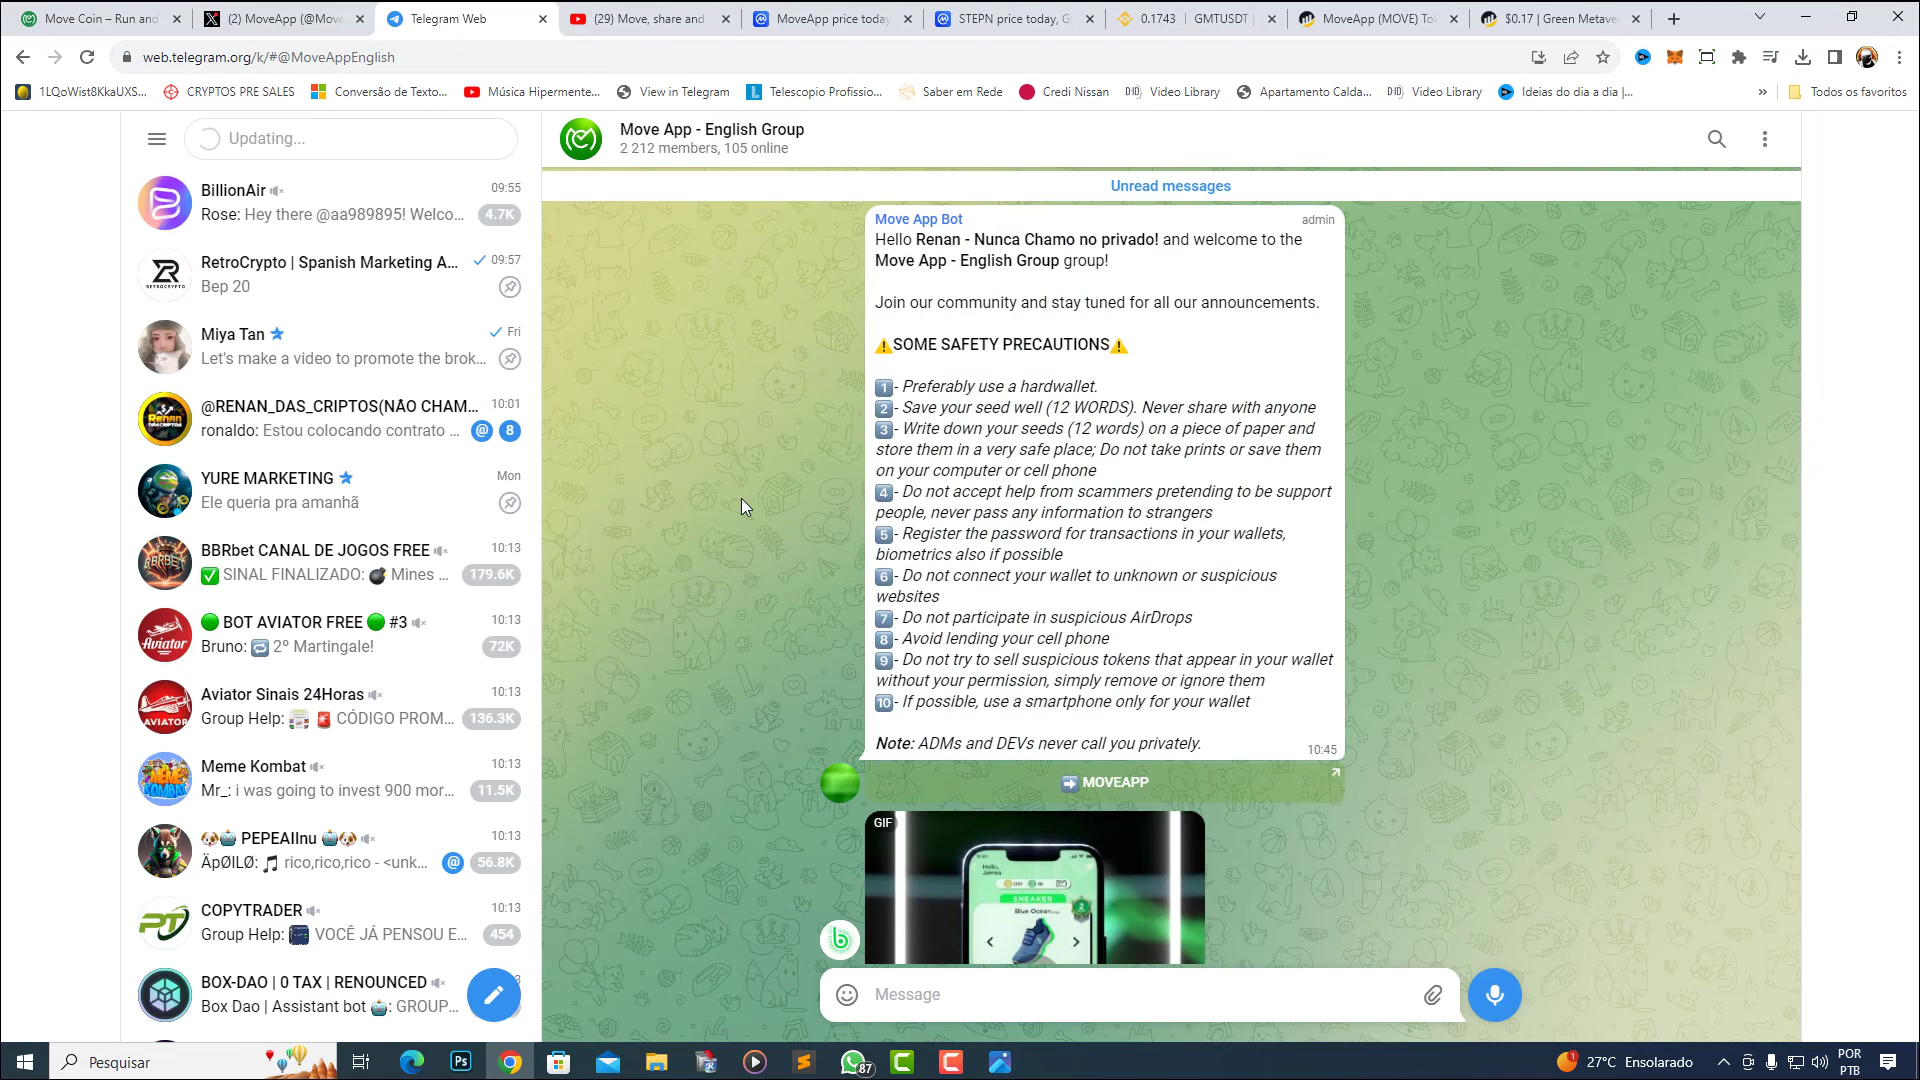 Move Coin – Run and
(2) MoveApp (@Move
Telegram Web
(29) Move, share and
MoveApp price today
STEPN price today, G
0.1743 | GMTUSDT |
MoveApp (MOVE) To
$0.17 | Green Metave
web.telegram.org/k/#@MoveAppEnglish
1LQoWist8KkaUXS...
CRYPTOS PRE SALES
Conversão de Texto...
Música Hipermente...
View in Telegram
Telescopio Profissio...
Saber em Rede
Credi Nissan
Video Library
Apartamento Calda...
Video Library
Ideias do dia a dia |...
»
Todos os favoritos
Updating...
BillionAir
09:55
Rose: Hey there @aa989895! Welco...
4.7K
RetroCrypto | Spanish Marketing A...
09:57
Bep 20
Miya Tan
Fri
Let's make a video to promote the brok...
@RENAN_DAS_CRIPTOS(NÃO CHAM...
10:01
ronaldo: Estou colocando contrato ...
@ 8
YURE MARKETING
Mon
Ele queria pra amanhã
BBRbet CANAL DE JOGOS FREE
10:13
✅ SINAL FINALIZADO: 💣 Mines ...
179.6K
🟢 BOT AVIATOR FREE 🟢 #3
10:13
Bruno: 🔁 2º Martingale!
72K
Aviator Sinais 24Horas
10:13
Group Help: 🎰 🚨 CÓDIGO PROM...
136.3K
Meme Kombat
10:13
Mr_: i was going to invest 900 mor...
11.5K
🐶🤖 PEPEAIInu 🤖🐶
10:13
ÄpØlLØ: 🎵 rico,rico,rico - <unk...
@ 56.8K
COPYTRADER
10:13
Group Help: VOCÊ JÁ PENSOU E...
454
BOX-DAO | 0 TAX | RENOUNCED
Box Dao | Assistant bot 🤖: GROUP...
Move App - English Group
2 212 members, 105 online
Unread messages
Move App Bot
admin
Hello Renan - Nunca Chamo no privado! and welcome to the
Move App - English Group group!
Join our community and stay tuned for all our announcements.
⚠️SOME SAFETY PRECAUTIONS⚠️
1️⃣- Preferably use a hardwallet.
2️⃣- Save your seed well (12 WORDS). Never share with anyone
3️⃣- Write down your seeds (12 words) on a piece of paper and
store them in a very safe place; Do not take prints or save them
on your computer or cell phone
4️⃣- Do not accept help from scammers pretending to be support
people, never pass any information to strangers
5️⃣- Register the password for transactions in your wallets,
biometrics also if possible
6️⃣- Do not connect your wallet to unknown or suspicious
websites
7️⃣- Do not participate in suspicious AirDrops
8️⃣- Avoid lending your cell phone
9️⃣- Do not try to sell suspicious tokens that appear in your wallet
without your permission, simply remove or ignore them
🔟- If possible, use a smartphone only for your wallet
Note: ADMs and DEVs never call you privately.
10:45
➡️ MOVEAPP
GIF
Hello,
James
SNEAKER
2
Blue Ocean
Message
Pesquisar
87
1
27°C Ensolarado
POR
PTB